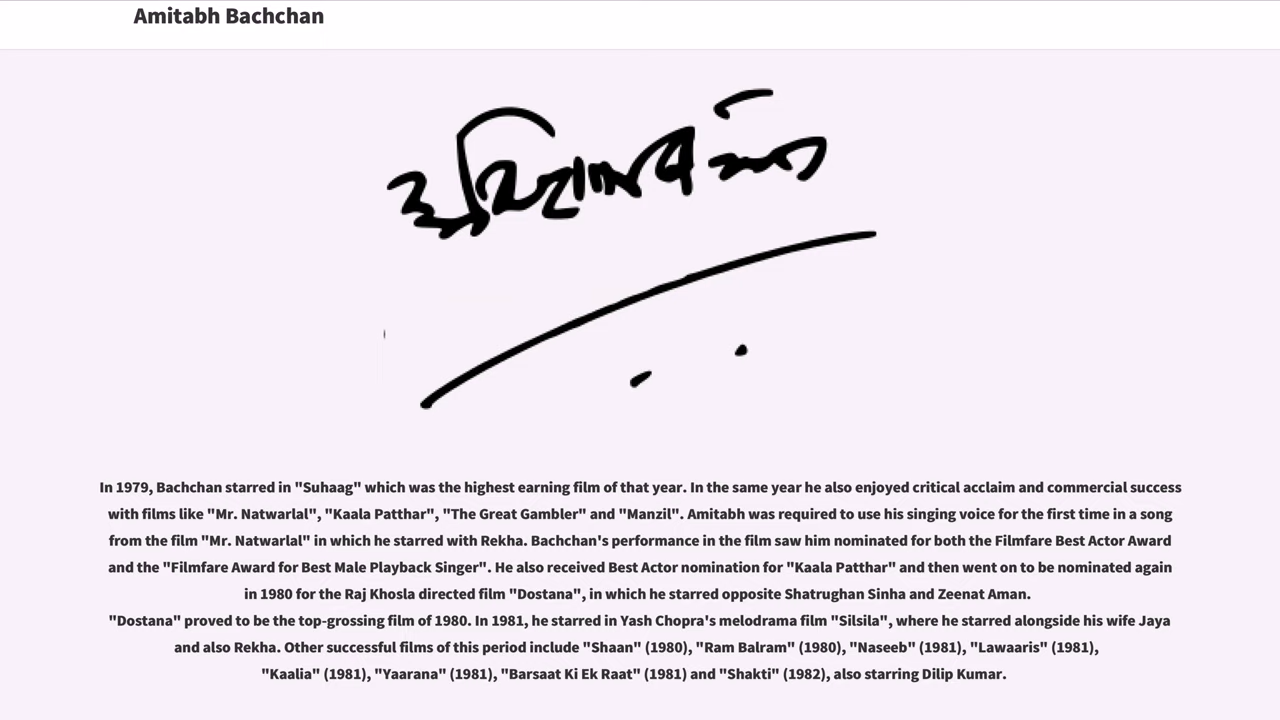 Amitabh Bachchan
In 1979, Bachchan starred in "Suhaag" which was the highest earning film of that year. In the same year he also enjoyed critical acclaim and commercial success
with films like "Mr. Natwarlal", "Kaala Patthar", "The Great Gambler" and "Manzil". Amitabh was required to use his singing voice for the first time in a song
from the film "Mr. Natwarlal" in which he starred with Rekha. Bachchan's performance in the film saw him nominated for both the Filmfare Best Actor Award
and the "Filmfare Award for Best Male Playback Singer". He also received Best Actor nomination for "Kaala Patthar" and then went on to be nominated again
in 1980 for the Raj Khosla directed film "Dostana", in which he starred opposite Shatrughan Sinha and Zeenat Aman.
"Dostana" proved to be the top-grossing film of 1980. In 1981, he starred in Yash Chopra's melodrama film "Silsila", where he starred alongside his wife Jaya
and also Rekha. Other successful films of this period include "Shaan" (1980), "Ram Balram" (1980), "Naseeb" (1981), "Lawaaris" (1981),
"Kaalia" (1981), "Yaarana" (1981), "Barsaat Ki Ek Raat" (1981) and "Shakti" (1982), also starring Dilip Kumar.